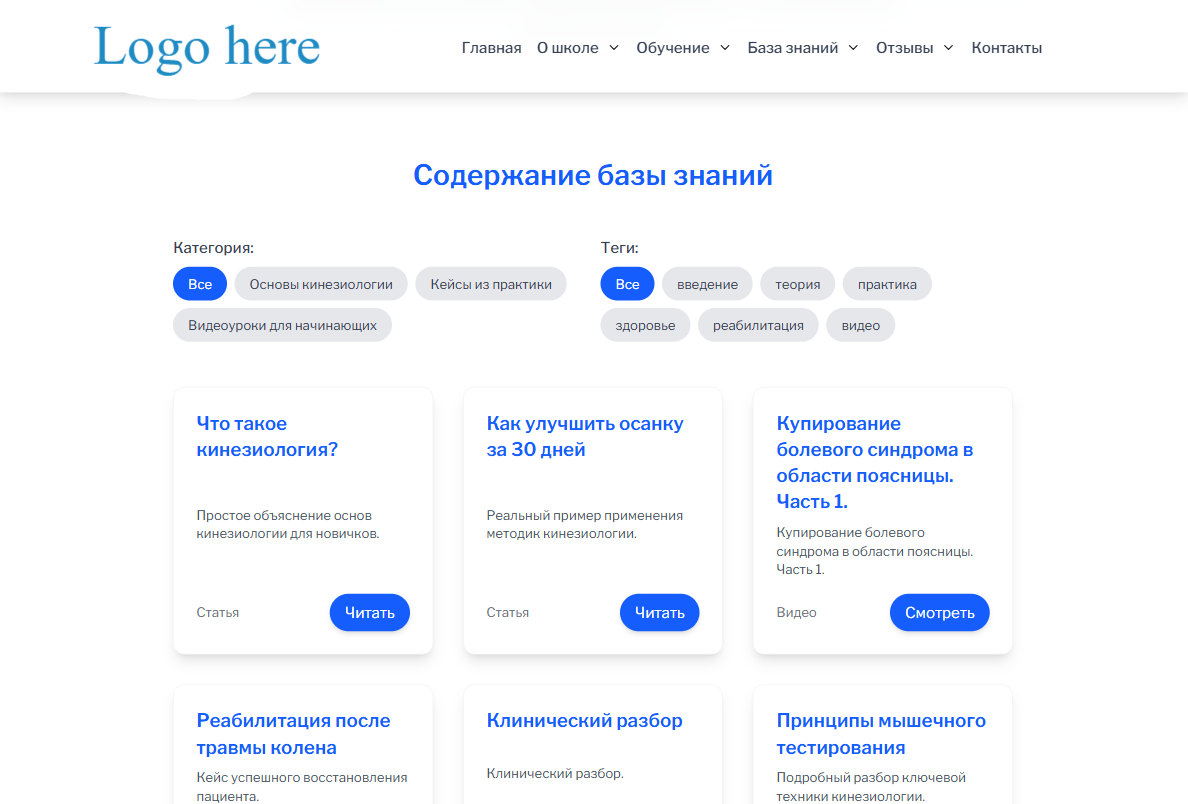 Logo here
Главная О школе Обучение База знаний Отзывы Контакты
Содержание базы знаний
Категория:
Все Основы кинезиологии Кейсы из практики
Видеоуроки для начинающих
Теги:
Все введение теория практика
здоровье реабилитация видео
Что такое
кинезиология?
Простое объяснение основ
кинезиологии для новичков.
Статья Читать
Как улучшить осанку
за 30 дней
Реальный пример применения
методик кинезиологии.
Статья Читать
Купирование
болевого синдрома в
области поясницы.
Часть 1.
Купирование болевого
синдрома в области поясницы.
Часть 1.
Видео Смотреть
Реабилитация после
травмы колена
Кейс успешного восстановления
пациента.
Клинический разбор
Клинический разбор.
Принципы мышечного
тестирования
Подробный разбор ключевой
техники кинезиологии.